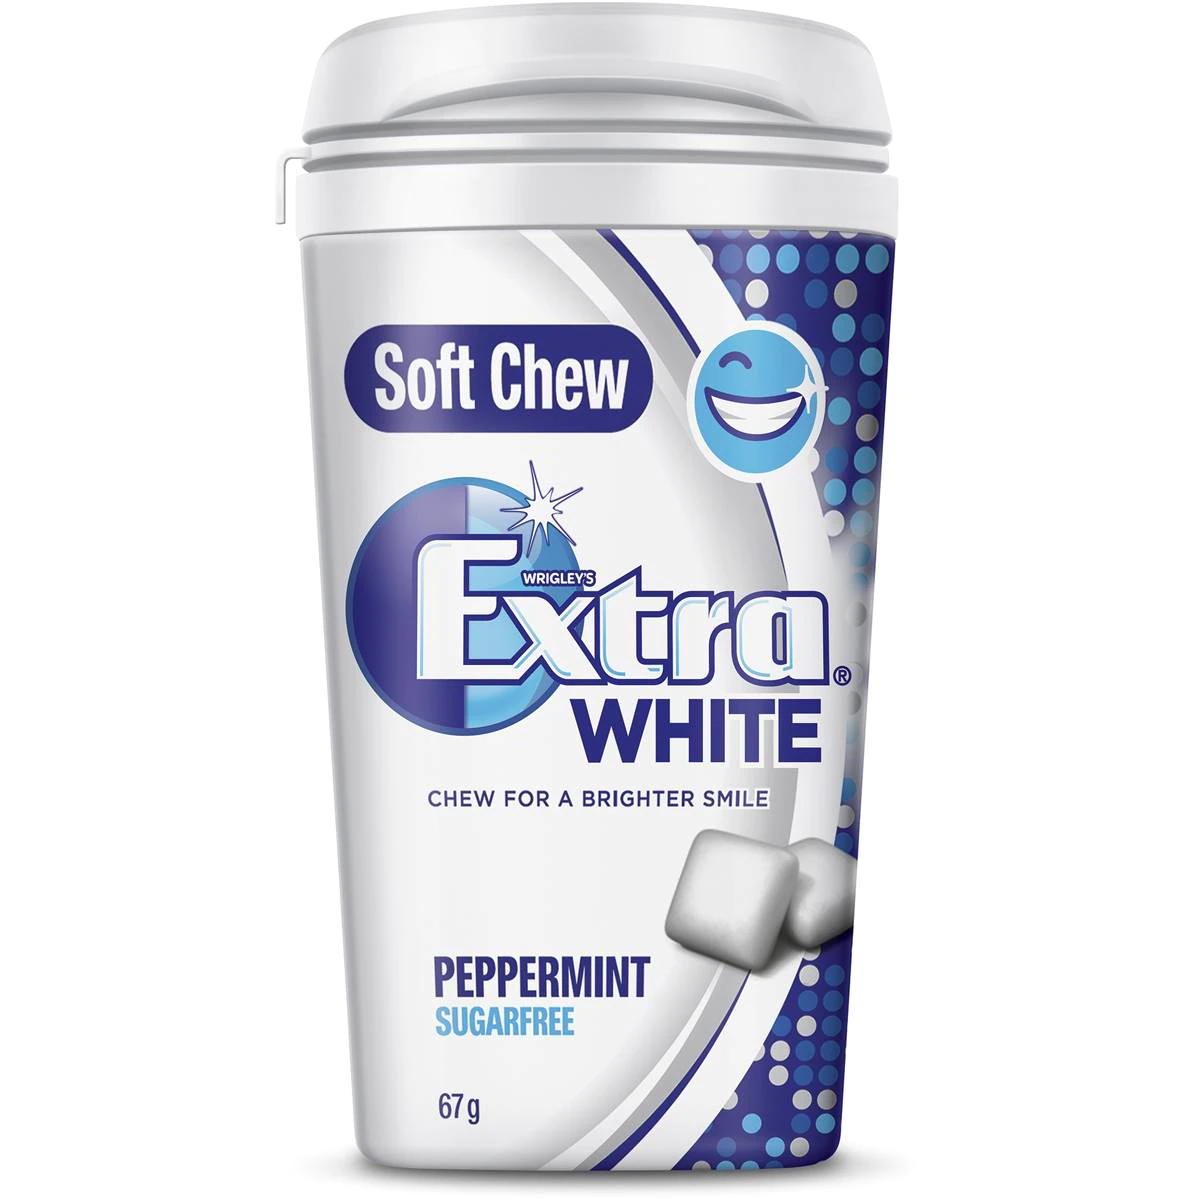 Soft Chew
WRIGLEY'S
Extra®
WHITE
CHEW FOR A BRIGHTER SMILE
PEPPERMINT
SUGARFREE
67g